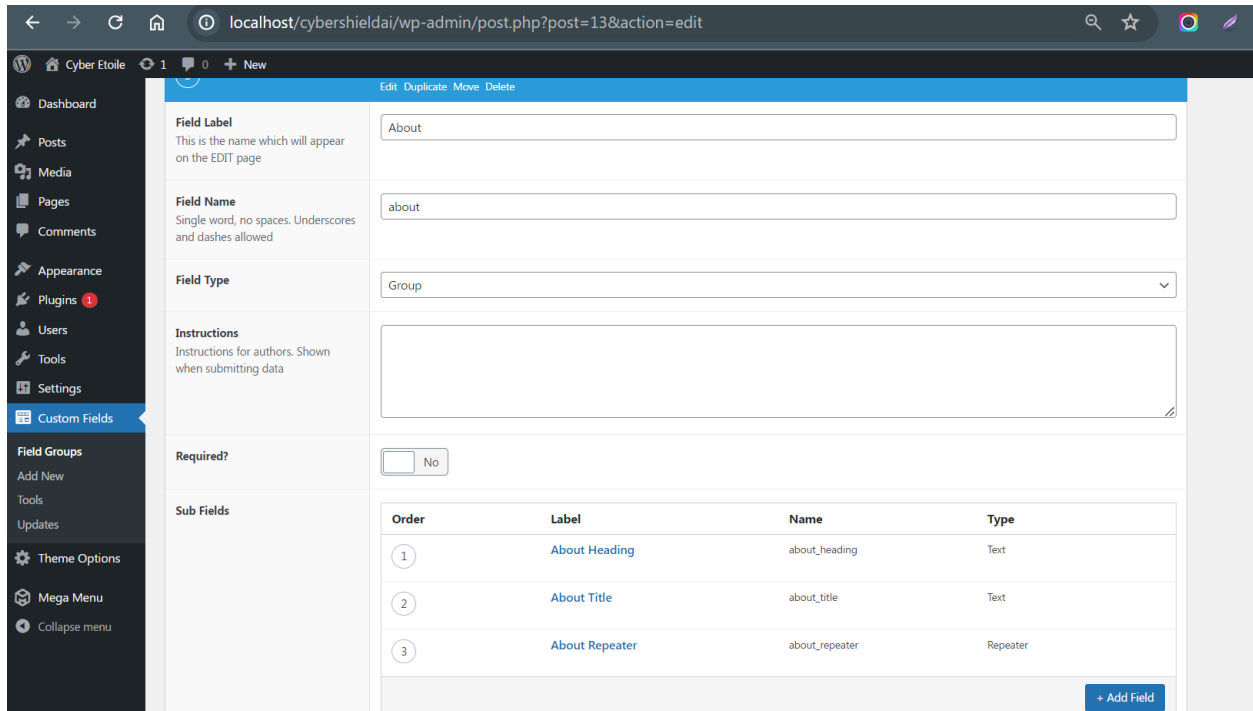 localhost/cybershieldai/wp-admin/post.php?post=13&action=edit
Cyber Etoile 1 0 + New
Dashboard
Posts
Media
Pages
Comments
Appearance
Plugins 1
Users
Tools
Settings
Custom Fields
Field Groups
Add New
Tools
Updates
Theme Options
Mega Menu
Collapse menu
Edit Duplicate Move Delete
Field Label
This is the name which will appear
on the EDIT page
About
Field Name
Single word, no spaces. Underscores
and dashes allowed
about
Field Type
Group
Instructions
Instructions for authors. Shown
when submitting data
Required?
No
Sub Fields
Order Label Name Type
1 About Heading about_heading Text
2 About Title about_title Text
3 About Repeater about_repeater Repeater
+ Add Field